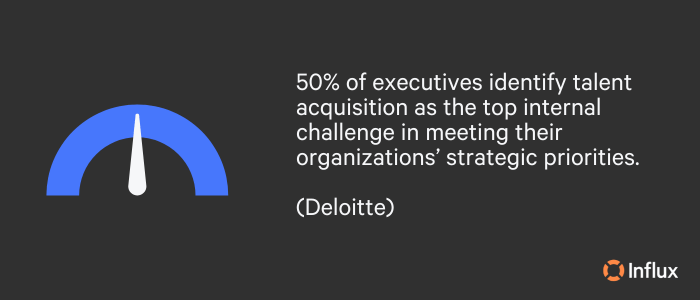 50% of executives identify talent
acquisition as the top internal
challenge in meeting their
organizations’ strategic priorities.
(Deloitte)
Influx